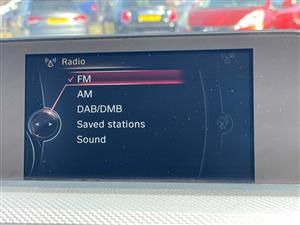 Radio
FM
AM
DAB/DMB
Saved stations
Sound